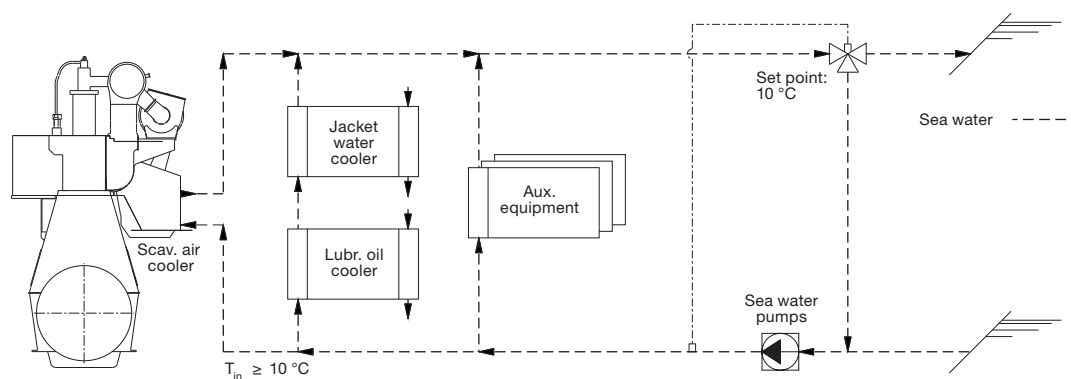 Set point:
10 °C
Sea water
Jacket
water
cooler
Aux.
equipment
Scav. air
cooler
Lubr. oil
cooler
Sea water
pumps
Tin ≥ 10 °C